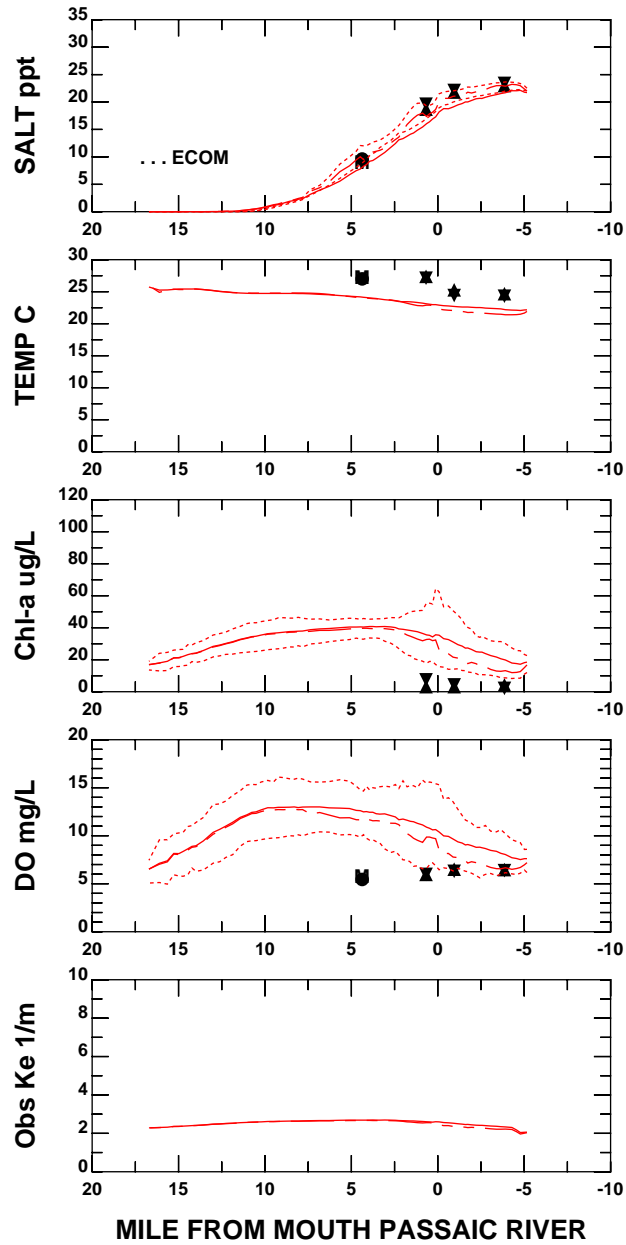 35
30
25
20
15
10
5
0
SALT ppt
. . . ECOM
20 15 10 5 0 -5 -10
30
25
20
15
10
5
0
TEMP C
20 15 10 5 0 -5 -10
120
100
80
60
40
20
0
Chl-a ug/L
20 15 10 5 0 -5 -10
20
15
10
5
0
DO mg/L
20 15 10 5 0 -5 -10
10
8
6
4
2
0
Obs Ke 1/m
20 15 10 5 0 -5 -10
MILE FROM MOUTH PASSAIC RIVER